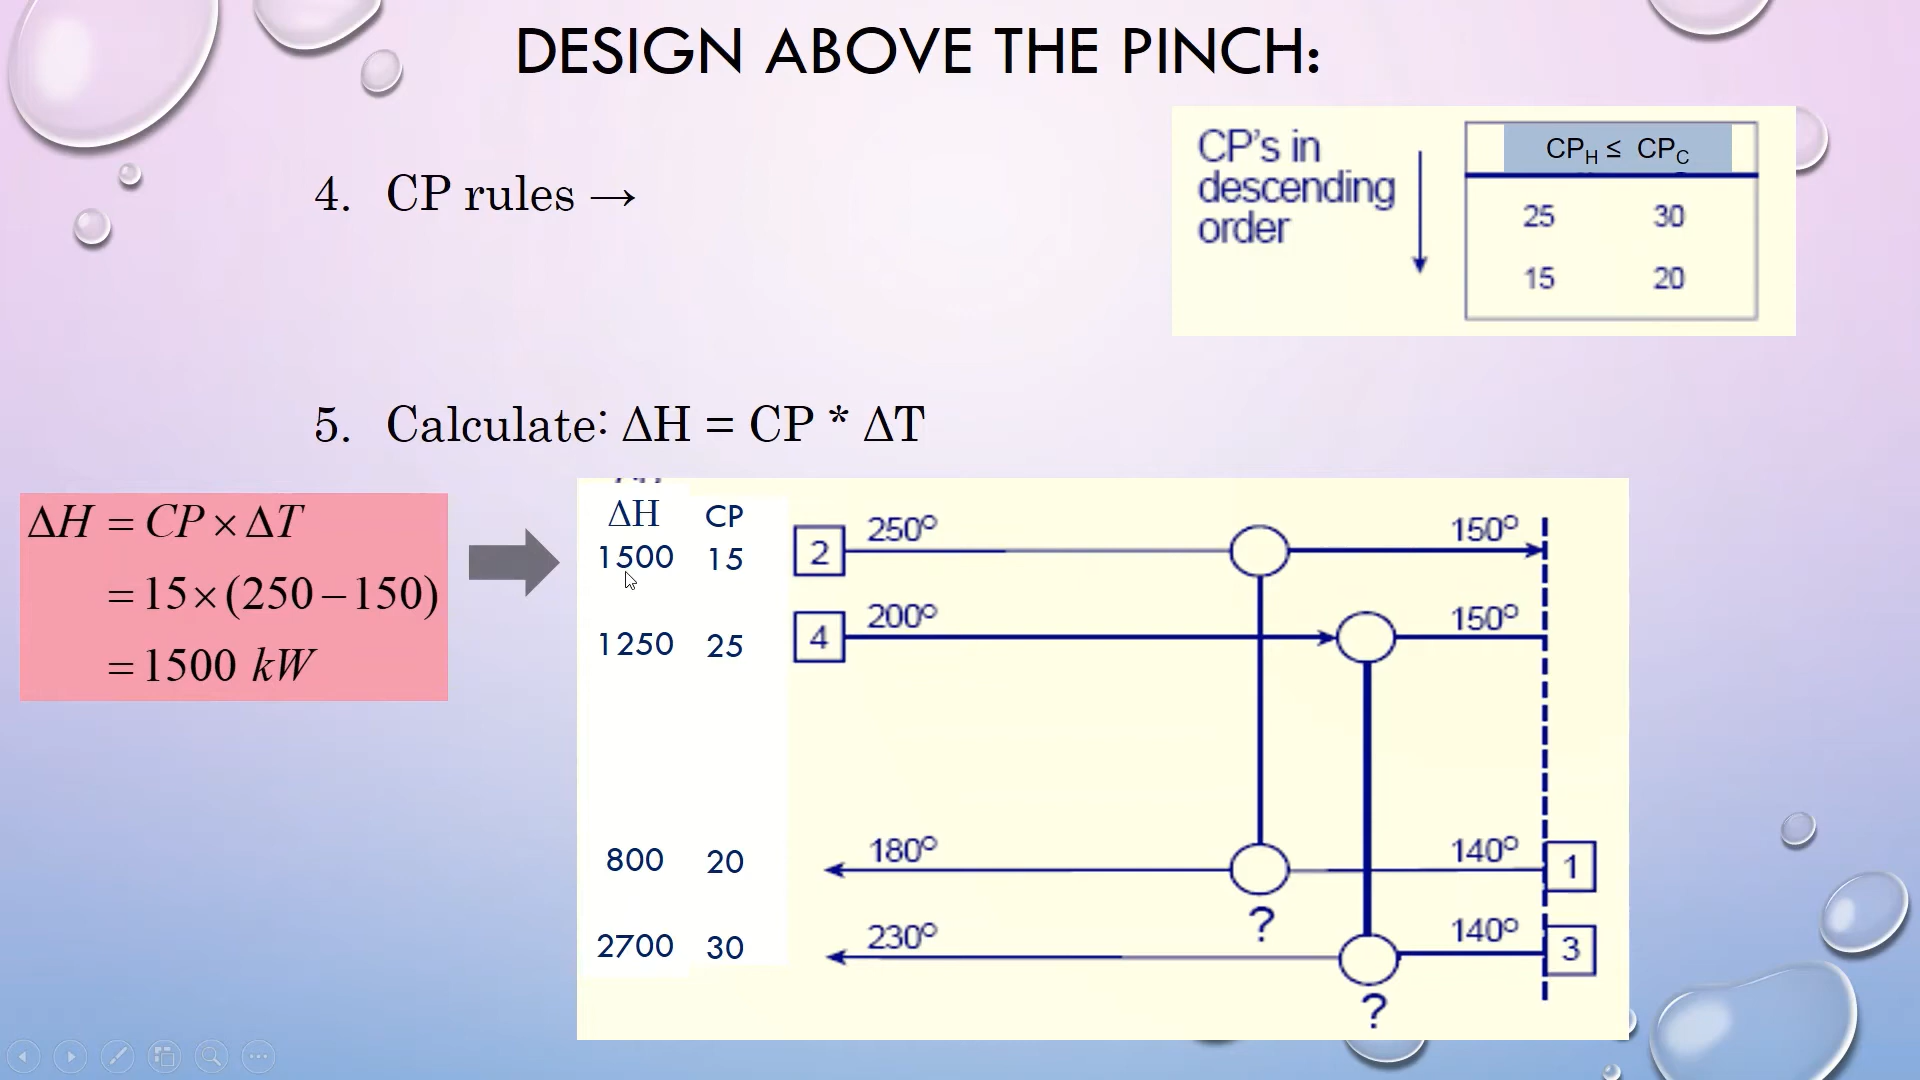 DESIGN ABOVE THE PINCH:
4. CP rules →
CP's in
descending
order
CP_H ≤ CP_C
25 30
15 20
5. Calculate: ΔH = CP * ΔT
ΔH = CP × ΔT
= 15 × (250 − 150)
= 1500 kW
ΔH CP
1500 15 2 250° 150°
1250 25 4 200° 150°
800 20 180° 140° 1
?
2700 30 230° 140° 3
?